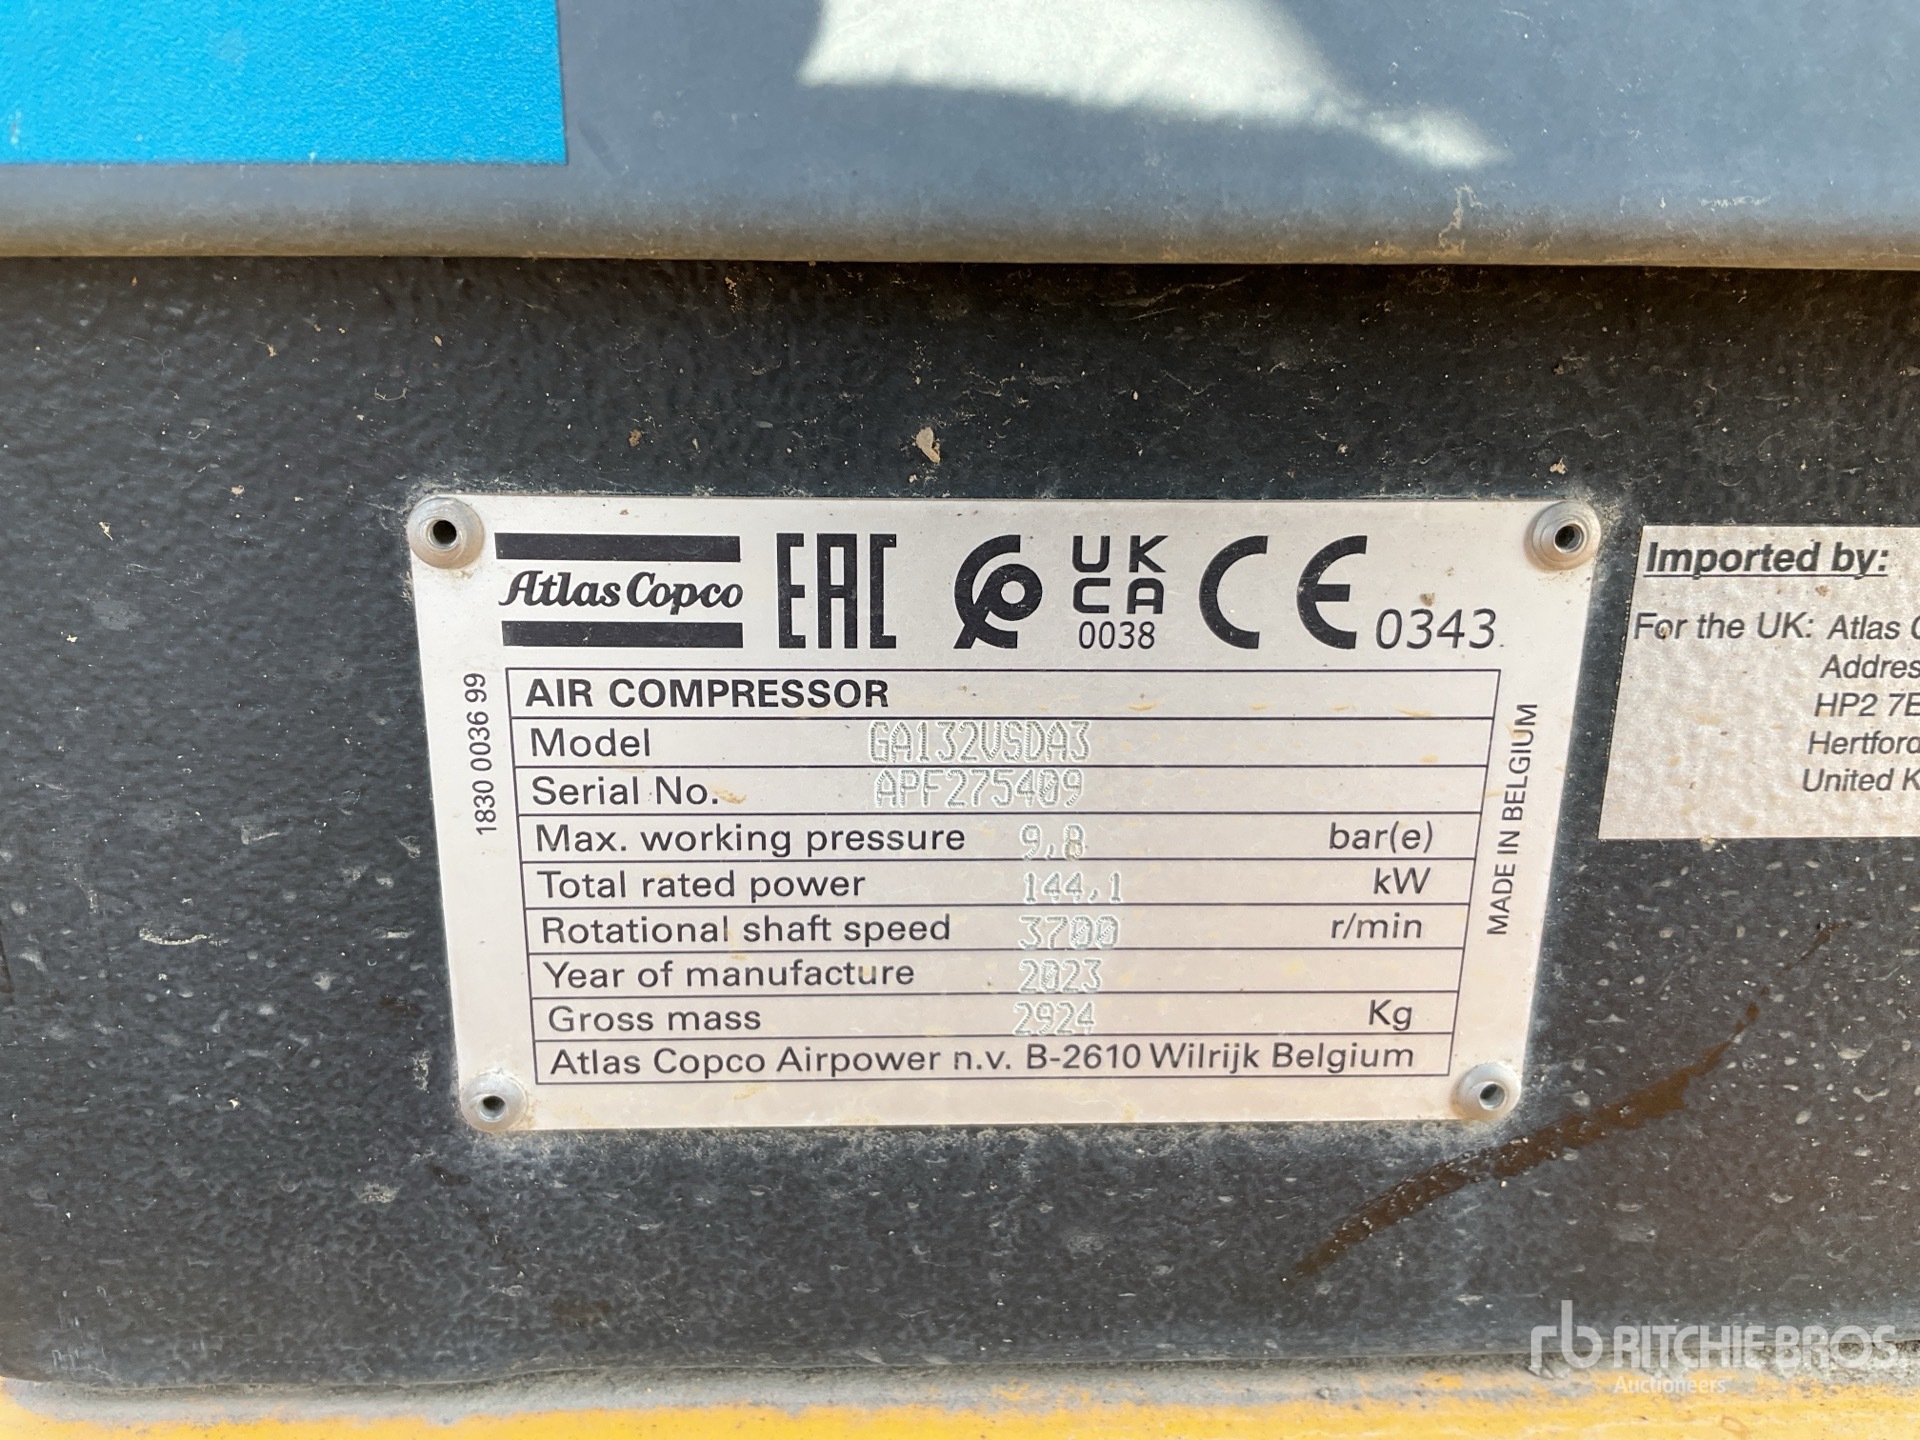 Atlas Copco
EAC
UK
CA
0038
CE 0343
1830 0036 99
AIR COMPRESSOR
Model GA132VSDA3
Serial No. APF275409
Max. working pressure 9,8 bar(e)
Total rated power 144,1 kW
Rotational shaft speed 3700 r/min
Year of manufacture 2023
Gross mass 2924 Kg
Atlas Copco Airpower n.v. B-2610 Wilrijk Belgium
MADE IN BELGIUM
Imported by:
For the UK: Atlas
HP2
United
rb RITCHIE BROS.
Auctioneers